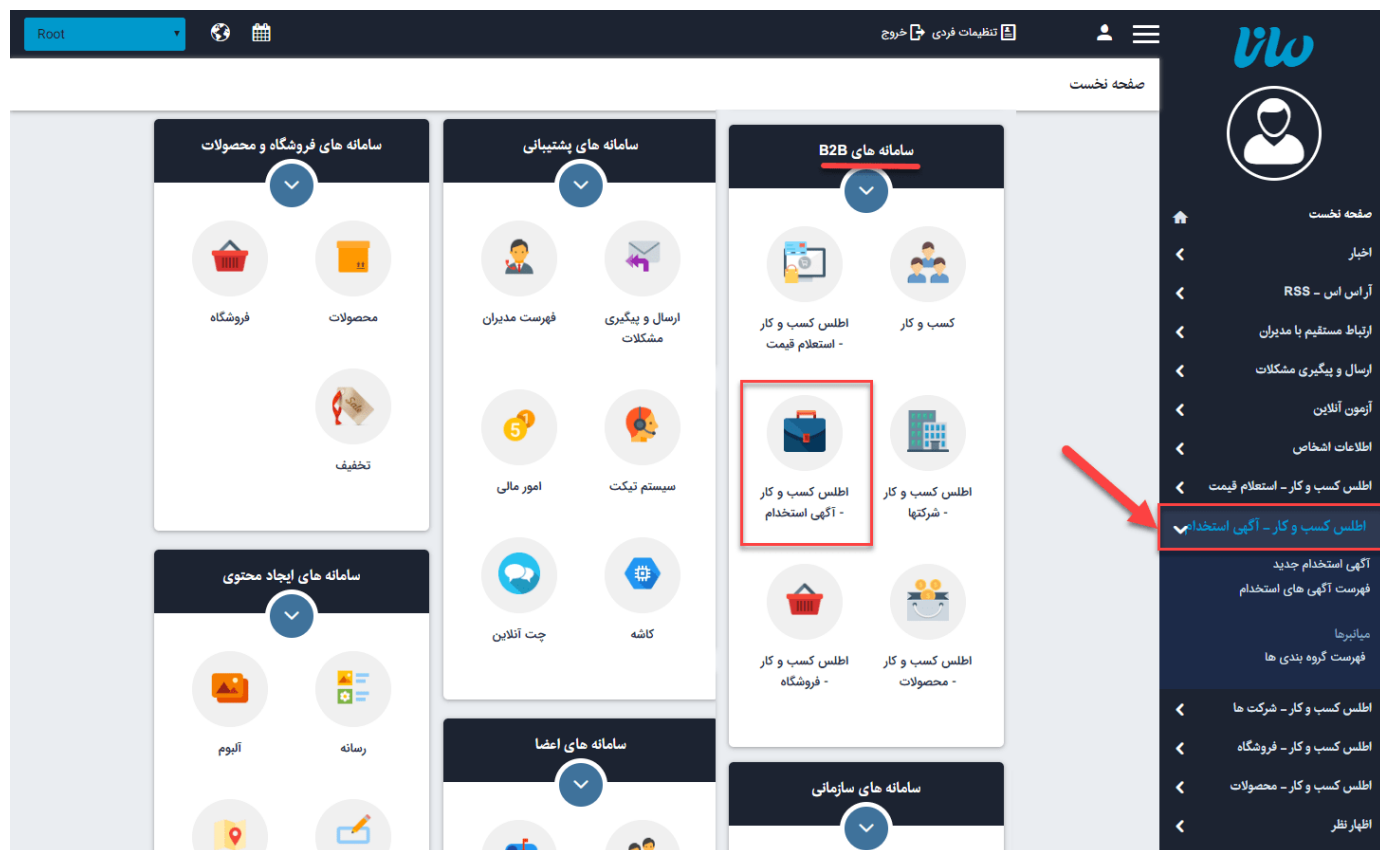 ماناا
تنظیمات فردی
خروج
Root
صفحه نخست
صفحه نخست
اخبار
آر اس اس - RSS
ارتباط مستقیم با مدیران
ارسال و پیگیری مشکلات
آزمون آنلاین
اطلاعات اشخاص
اطلس کسب و کار - استعلام قیمت
اطلس کسب و کار - آگهی استخدام
آگهی استخدام جدید
فهرست آگهی های استخدام
میانبرها
فهرست گروه بندی ها
اطلس کسب و کار - شرکت ها
اطلس کسب و کار - فروشگاه
اطلس کسب و کار - محصولات
اظهار نظر
سامانه های B2B
کسب و کار
اطلس کسب و کار
- استعلام قیمت
اطلس کسب و کار
- شرکتها
اطلس کسب و کار
- آگهی استخدام
اطلس کسب و کار
- محصولات
اطلس کسب و کار
- فروشگاه
سامانه های سازمانی
سامانه های پشتیبانی
ارسال و پیگیری
مشکلات
فهرست مدیران
سیستم تیکت
امور مالی
کاشه
چت آنلاین
سامانه های اعضا
سامانه های فروشگاه و محصولات
محصولات
فروشگاه
Sale
تخفیف
سامانه های ایجاد محتوی
رسانه
آلبوم